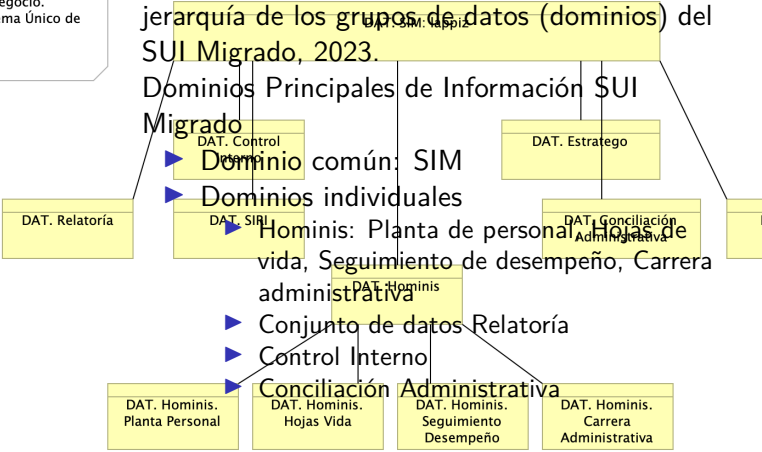 egocio.
ema Único de
jerarquía de los grupos de datos (dominios) del
DAT. SIM: lappiz
SUI Migrado, 2023.
Dominios Principales de Información SUI
Migrado
DAT. Control
Interno
DAT. Estratego
Dominio común: SIM
Dominios individuales
DAT. Relatoría
DAT. SIRI
DAT. Conciliación
Administrativa
Hominis: Planta de personal, Hojas de
vida, Seguimiento de desempeño, Carrera
administrativa
DAT. Hominis
Conjunto de datos Relatoría
Control Interno
Conciliación Administrativa
DAT. Hominis.
Planta Personal
DAT. Hominis.
Hojas Vida
DAT. Hominis.
Seguimiento
Desempeño
DAT. Hominis.
Carrera
Administrativa